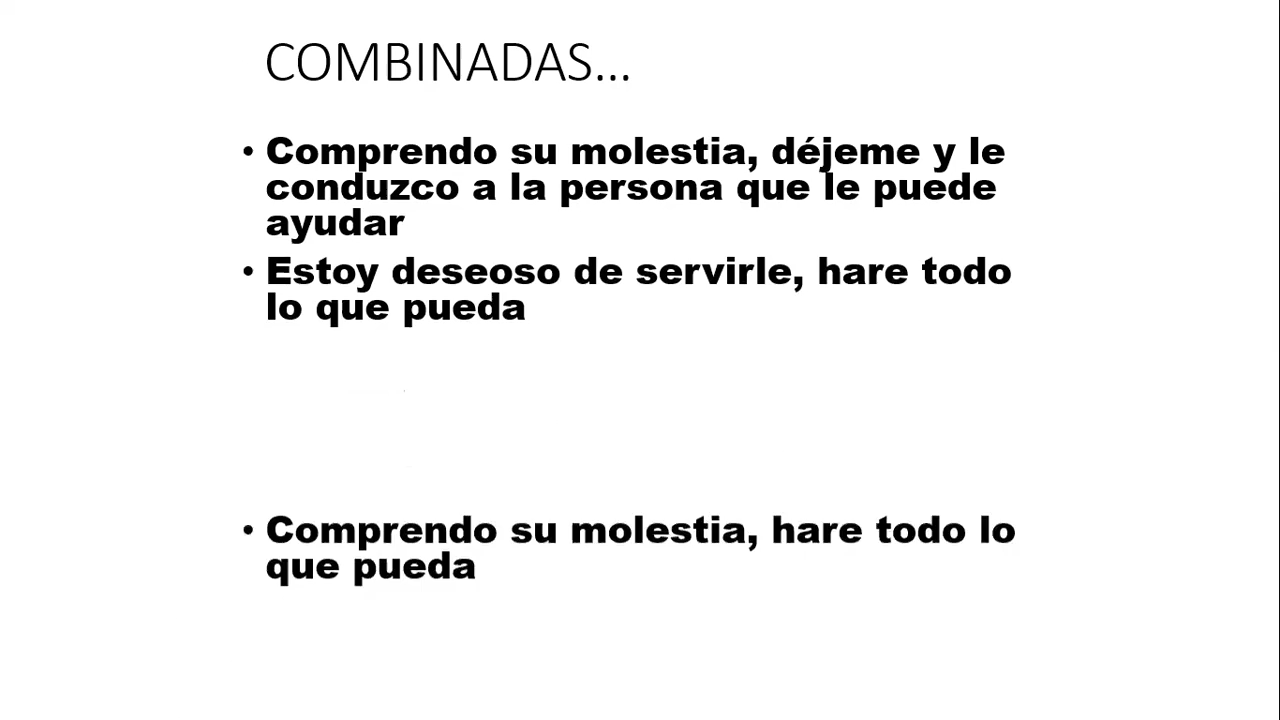 COMBINADAS...
• Comprendo su molestia, déjeme y le
conduzco a la persona que le puede
ayudar
• Estoy deseoso de servirle, hare todo
lo que pueda
• Comprendo su molestia, hare todo lo
que pueda